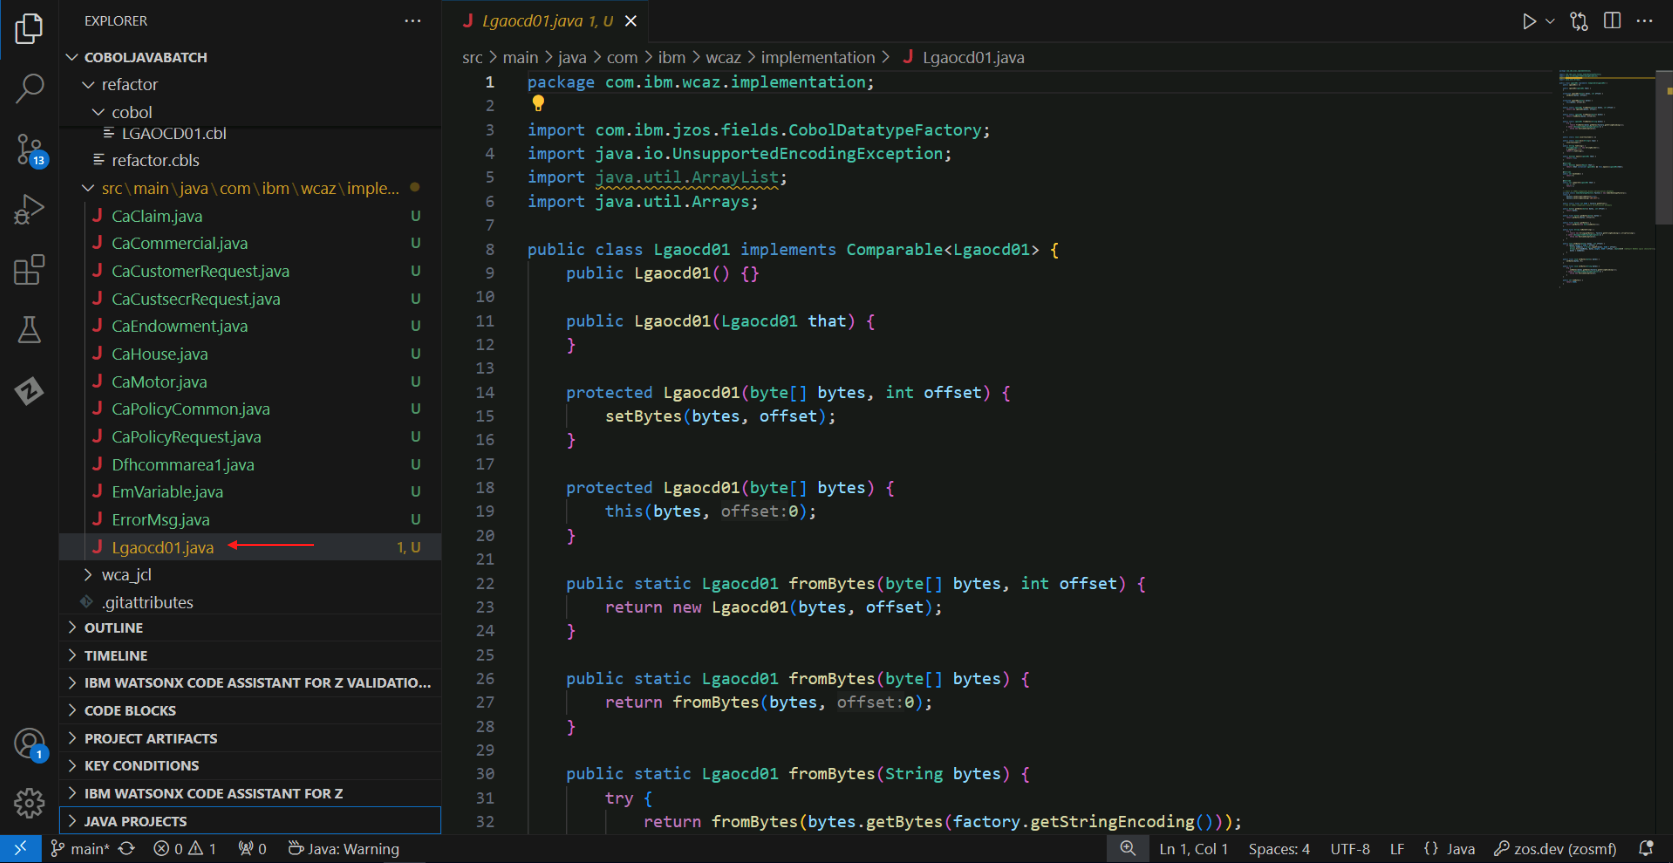 EXPLORER
COBOLJAVABATCH
refactor
cobol
LGAOCD01.cbl
refactor.cbls
src\main\java\com\ibm\wcaz\imple...
CaClaim.java U
CaCommercial.java U
CaCustomerRequest.java U
CaCustsecrRequest.java U
CaEndowment.java U
CaHouse.java U
CaMotor.java U
CaPolicyCommon.java U
CaPolicyRequest.java U
Dfhcommarea1.java U
EmVariable.java U
ErrorMsg.java U
Lgaocd01.java 1, U
wca_jcl
.gitattributes
OUTLINE
TIMELINE
IBM WATSONX CODE ASSISTANT FOR Z VALIDATIO...
CODE BLOCKS
PROJECT ARTIFACTS
KEY CONDITIONS
IBM WATSONX CODE ASSISTANT FOR Z
JAVA PROJECTS
13
1
Lgaocd01.java 1, U
src > main > java > com > ibm > wcaz > implementation > Lgaocd01.java
1 package com.ibm.wcaz.implementation;
2
3 import com.ibm.jzos.fields.CobolDatatypeFactory;
4 import java.io.UnsupportedEncodingException;
5 import java.util.ArrayList;
6 import java.util.Arrays;
7
8 public class Lgaocd01 implements Comparable<Lgaocd01> {
9 public Lgaocd01() {}
10
11 public Lgaocd01(Lgaocd01 that) {
12 }
13
14 protected Lgaocd01(byte[] bytes, int offset) {
15 setBytes(bytes, offset);
16 }
17
18 protected Lgaocd01(byte[] bytes) {
19 this(bytes, offset:0);
20 }
21
22 public static Lgaocd01 fromBytes(byte[] bytes, int offset) {
23 return new Lgaocd01(bytes, offset);
24 }
25
26 public static Lgaocd01 fromBytes(byte[] bytes) {
27 return fromBytes(bytes, offset:0);
28 }
29
30 public static Lgaocd01 fromBytes(String bytes) {
31 try {
32 return fromBytes(bytes.getBytes(factory.getStringEncoding()));
main* 0 1 0 Java: Warning Ln 1, Col 1 Spaces: 4 UTF-8 LF {} Java zos.dev (zosmf)